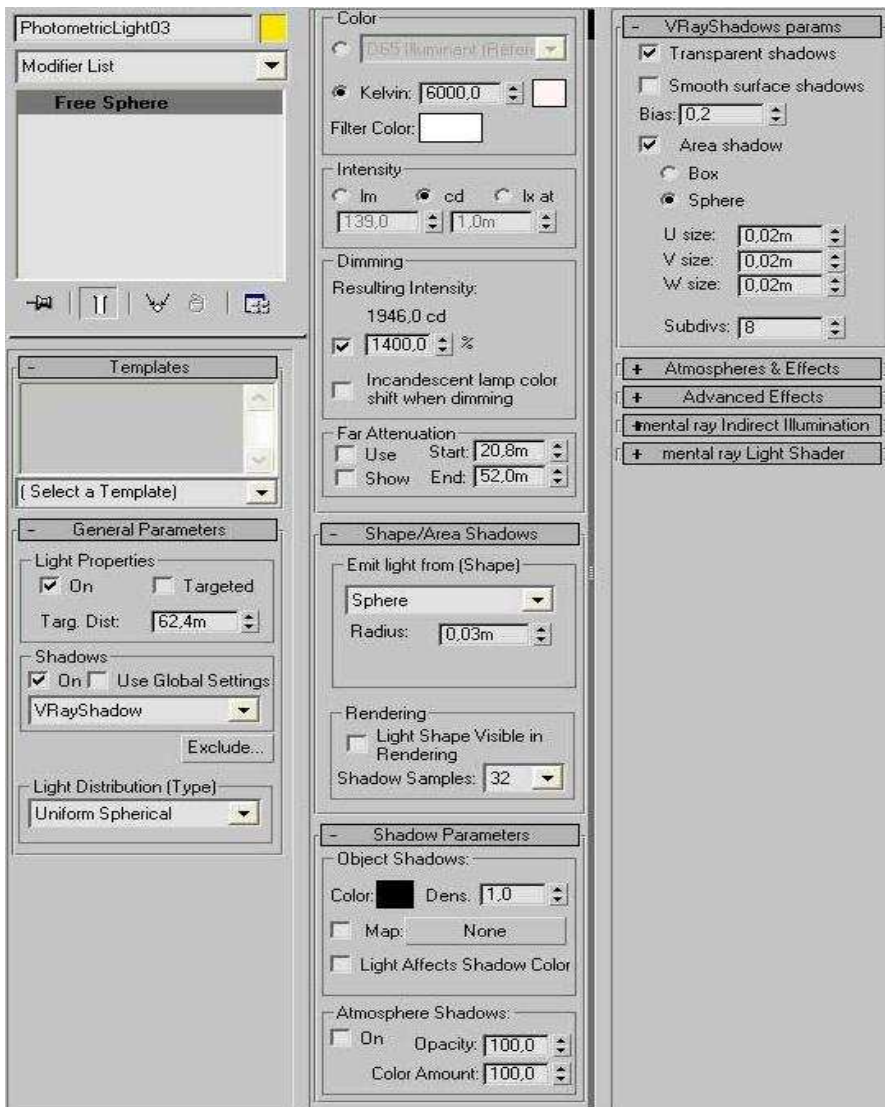 PhotometricLight03
Modifier List
Free Sphere
- Templates
( Select a Template)
- General Parameters
Light Properties
On Targeted
Targ. Dist: 62,4m
Shadows
On Use Global Settings
VRayShadow
Exclude...
Light Distribution (Type)
Uniform Spherical
Color
D65 Illuminant (Refere
Kelvin: 6000,0
Filter Color:
Intensity
lm cd lx at
139,0 1,0m
Dimming
Resulting Intensity:
1946,0 cd
1400,0 %
Incandescent lamp color
shift when dimming
Far Attenuation
Use Start: 20,8m
Show End: 52,0m
- Shape/Area Shadows
Emit light from (Shape)
Sphere
Radius: 0,03m
Rendering
Light Shape Visible in
Rendering
Shadow Samples: 32
- Shadow Parameters
Object Shadows:
Color: Dens. 1,0
Map: None
Light Affects Shadow Color
Atmosphere Shadows:
On Opacity: 100,0
Color Amount: 100,0
- VRayShadows params
Transparent shadows
Smooth surface shadows
Bias: 0,2
Area shadow
Box
Sphere
U size: 0,02m
V size: 0,02m
W size: 0,02m
Subdivs: 8
+ Atmospheres & Effects
+ Advanced Effects
+ mental ray Indirect Illumination
+ mental ray Light Shader